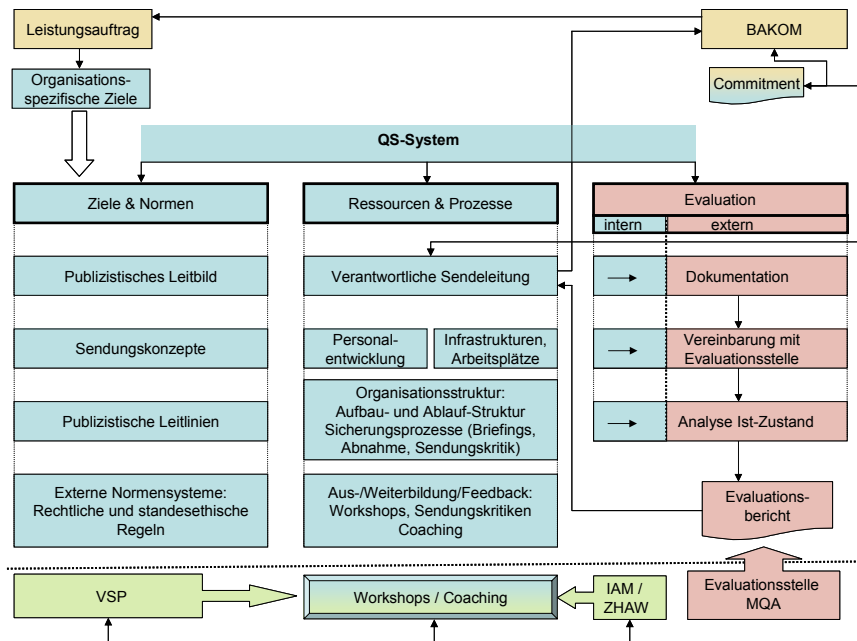 Leistungsauftrag
BAKOM
Organisations-
spezifische Ziele
Commitment
QS-System
Ziele & Normen
Ressourcen & Prozesse
Evaluation
intern
extern
Publizistisches Leitbild
Verantwortliche Sendeleitung
Dokumentation
Sendungskonzepte
Personal-
entwicklung
Infrastrukturen,
Arbeitsplätze
Vereinbarung mit
Evaluationsstelle
Publizistische Leitlinien
Organisationsstruktur:
Aufbau- und Ablauf-Struktur
Sicherungsprozesse (Briefings,
Abnahme, Sendungskritik)
Analyse Ist-Zustand
Externe Normensysteme:
Rechtliche und standesethische
Regeln
Aus-/Weiterbildung/Feedback:
Workshops, Sendungskritiken
Coaching
Evaluations-
bericht
VSP
Workshops / Coaching
IAM /
ZHAW
Evaluationsstelle
MQA